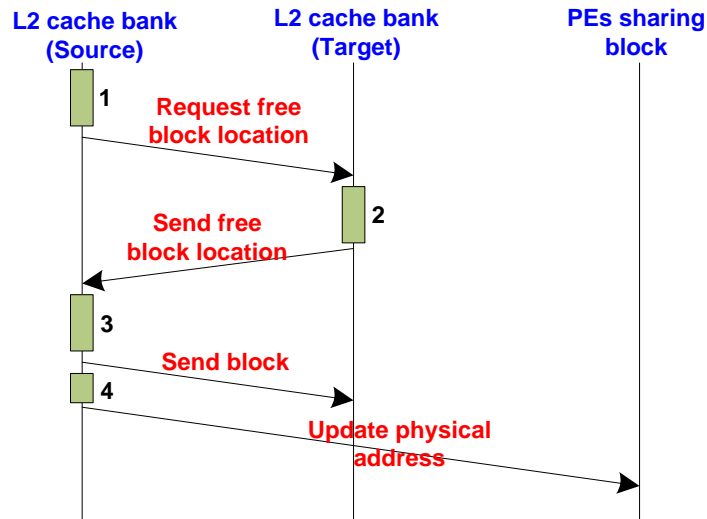 L2 cache bank
(Source)
L2 cache bank
(Target)
PEs sharing
block
1
Request free
block location
2
Send free
block location
3
Send block
4
Update physical
address